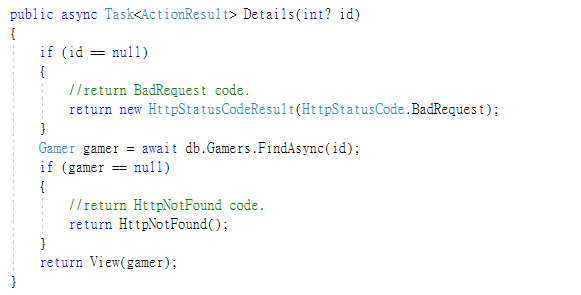 public async Task<ActionResult> Details(int? id)
{
if (id == null)
{
//return BadRequest code.
return new HttpStatusCodeResult(HttpStatusCode.BadRequest);
}
Gamer gamer = await db.Gamers.FindAsync(id);
if (gamer == null)
{
//return HttpNotFound code.
return HttpNotFound();
}
return View(gamer);
}